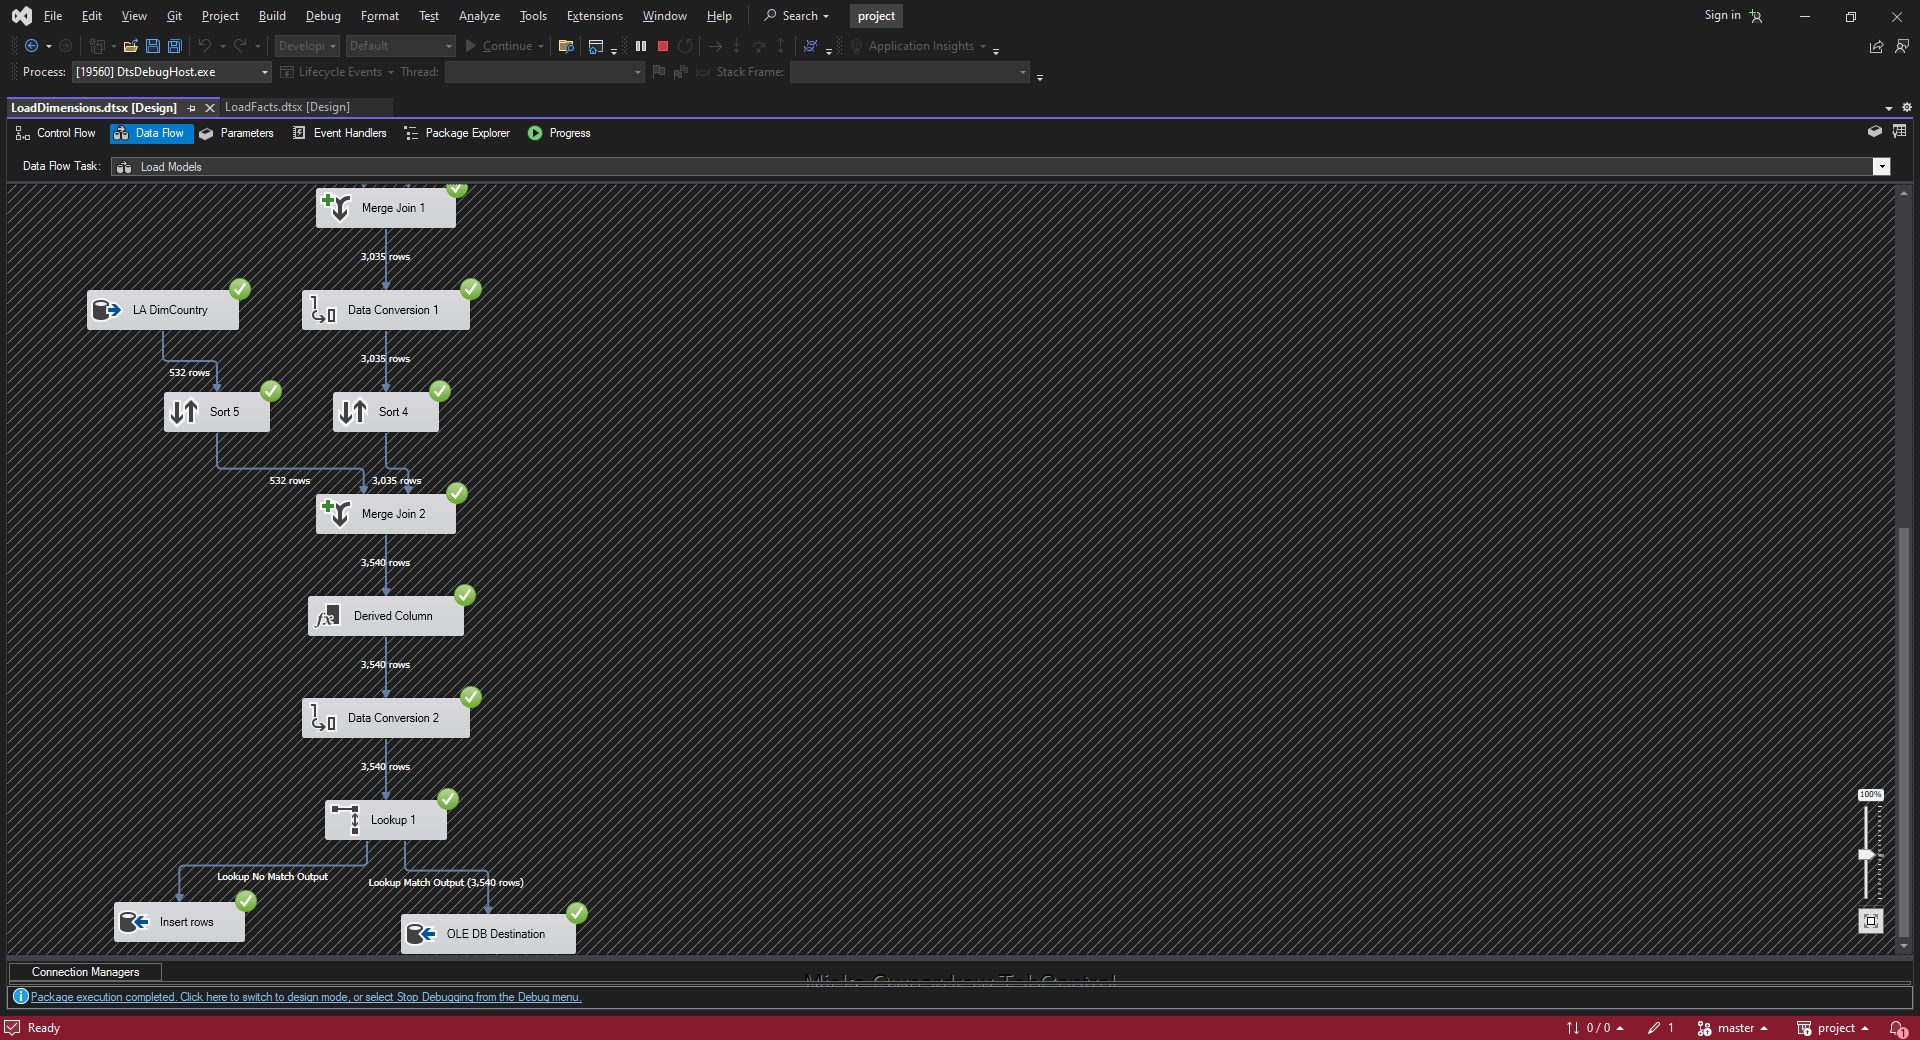 File Edit View Git Project Build Debug Format Test Analyze Tools Extensions Window Help Search project Sign in
Develop Default Continue Application Insights
Process: [19560] DtsDebugHost.exe Lifecycle Events Thread: Stack Frame:
LoadDimensions.dtsx [Design] LoadFacts.dtsx [Design]
Control Flow Data Flow Parameters Event Handlers Package Explorer Progress
Data Flow Task: Load Models
Merge Join 1
3,035 rows
LA DimCountry Data Conversion 1
3,035 rows
532 rows
Sort 5 Sort 4
532 rows 3,035 rows
Merge Join 2
3,540 rows
Derived Column
3,540 rows
Data Conversion 2
3,540 rows
100%
Lookup 1
Lookup No Match Output
Lookup Match Output (3,540 rows)
Insert rows
OLE DB Destination
Connection Managers
Package execution completed. Click here to switch to design mode, or select Stop Debugging from the Debug menu.
Ready 0 / 0 1 master project 1